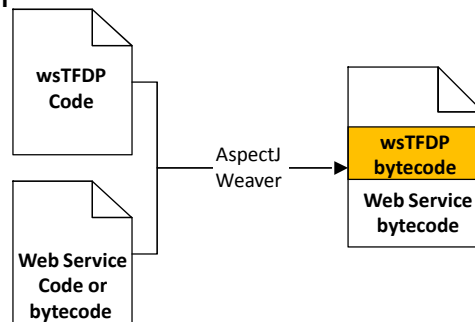 wsTFDP
Code
AspectJ
Weaver
wsTFDP
bytecode
Web Service
bytecode
Web Service
Code or
bytecode